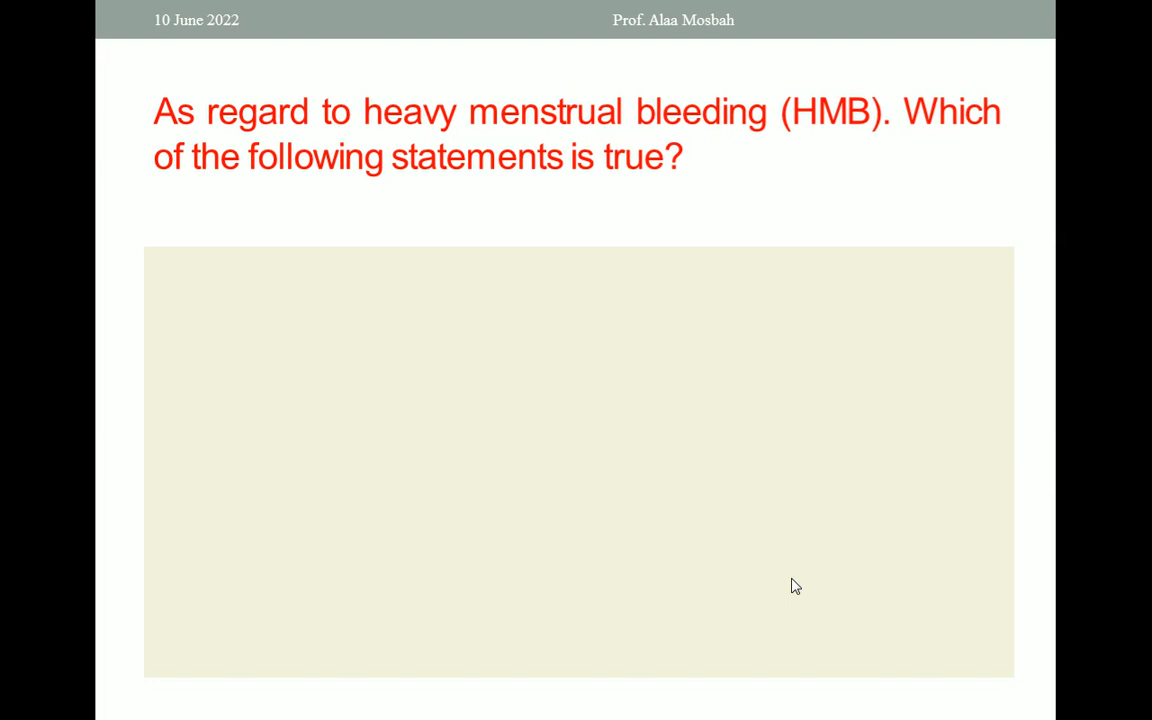 10 June 2022 Prof. Alaa Mosbah
As regard to heavy menstrual bleeding (HMB). Which
of the following statements is true?